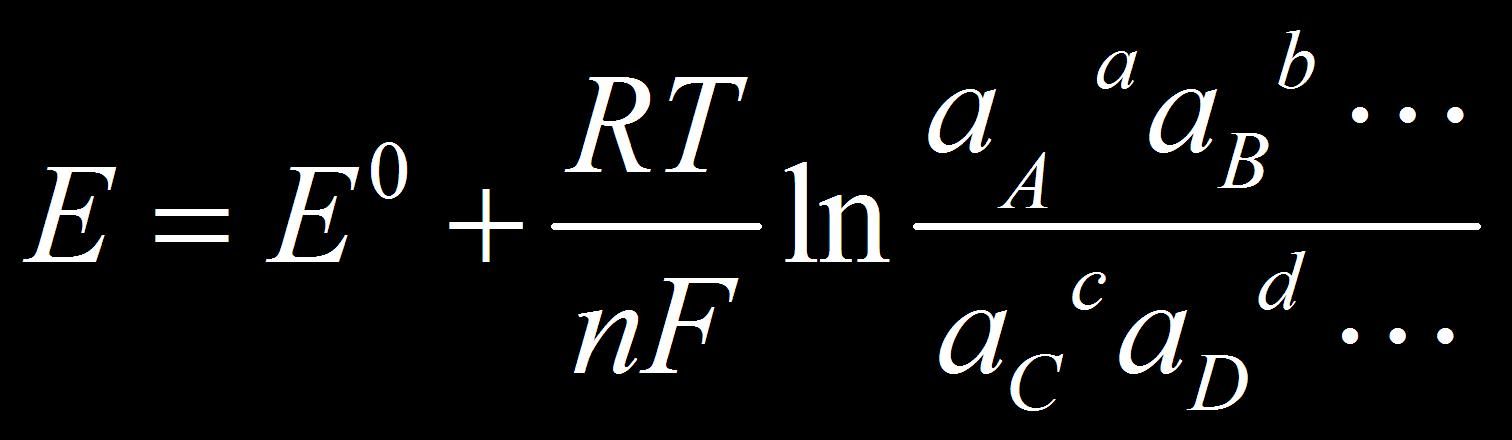 E = E^0 + \frac{RT}{nF} \ln \frac{a_A^a a_B^b \cdots}{a_C^c a_D^d \cdots}